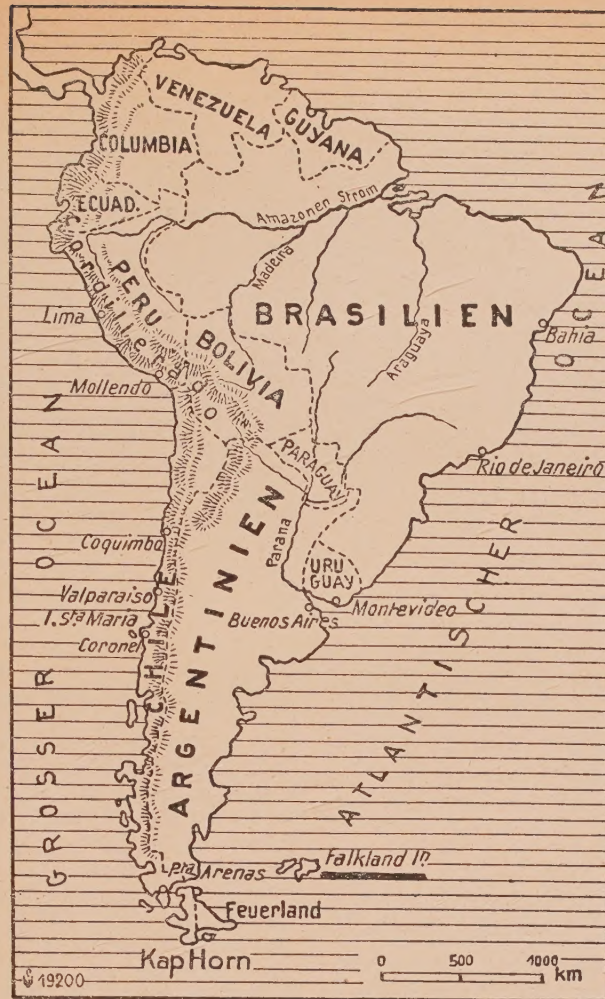 VENEZUELA
GUYANA
COLUMBIA
ECUAD.
Amazonen Strom
Madeira
PERU
Cordilleras
BRASILIEN
Araguaya
Lima
BOLIVIA
Bahia
Mollendo
PARAGUAY
Rio de Janeiro
Coquimbo
Parana
ARGENTINIEN
CHILE
URU
GUAY
Valparaiso
I. sta Maria
Coronel
Buenos Aires
Montevideo
GROSSER OCEAN
ATLANTISCHER OCEAN
pta Arenas
Falkland In.
Feuerland
Kap Horn
0 500 1000
km
19200